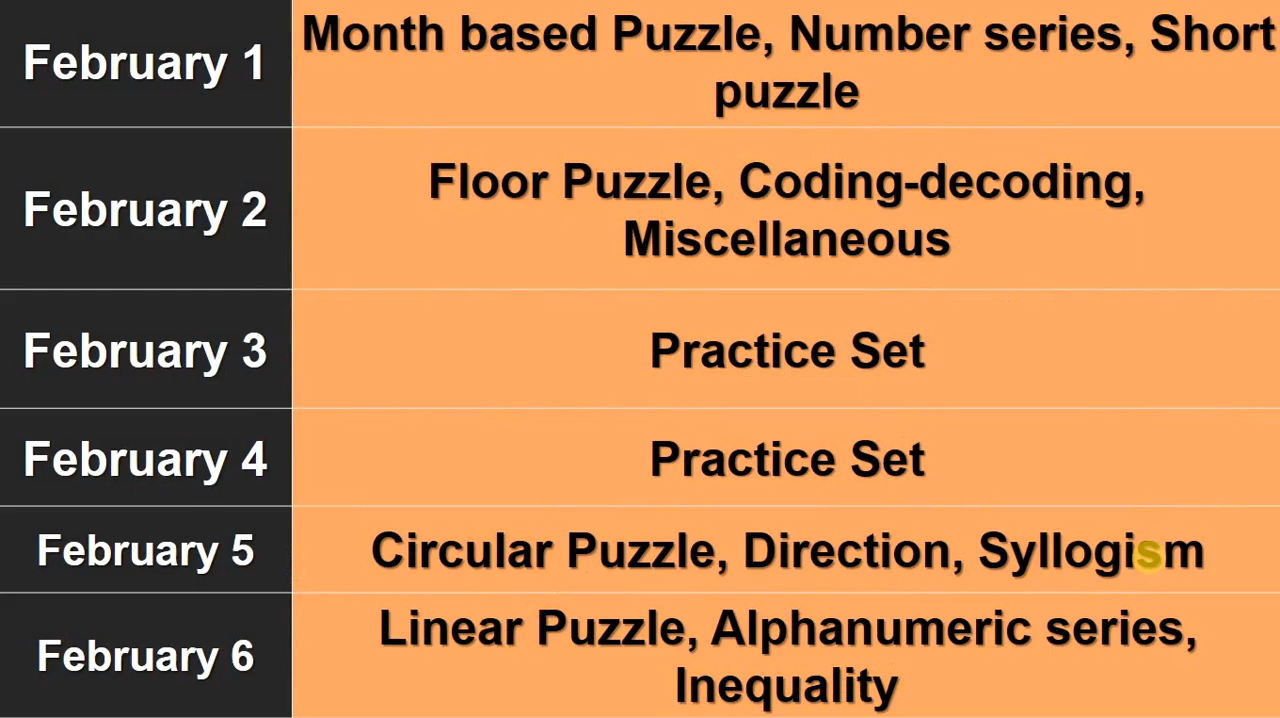 February 1
Month based Puzzle, Number series, Short
puzzle
February 2
Floor Puzzle, Coding-decoding,
Miscellaneous
February 3
Practice Set
February 4
Practice Set
February 5
Circular Puzzle, Direction, Syllogism
February 6
Linear Puzzle, Alphanumeric series,
Inequality